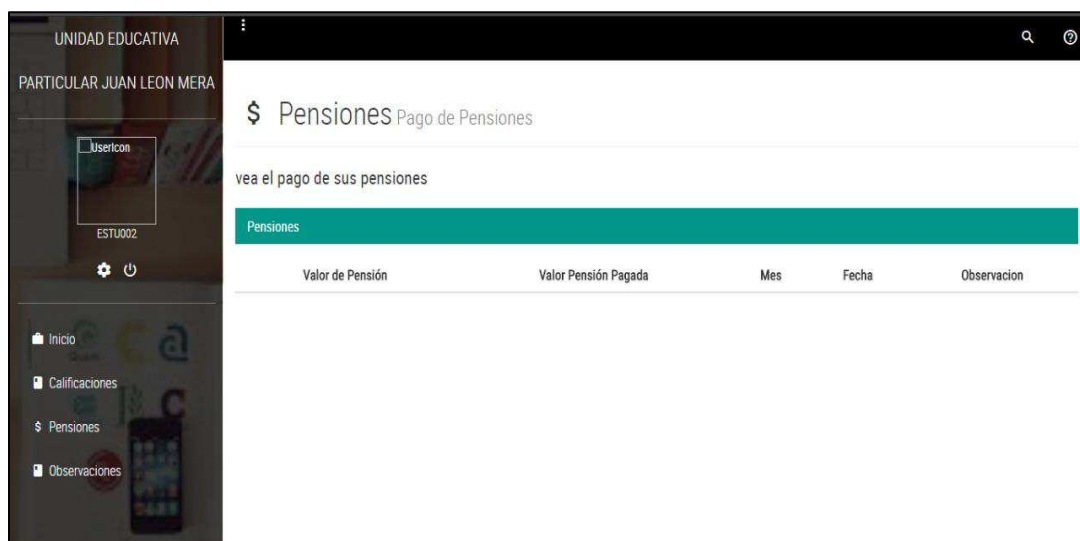 UNIDAD EDUCATIVA
PARTICULAR JUAN LEON MERA
UserIcon
ESTU002
Inicio
Calificaciones
$ Pensiones
Observaciones
$ Pensiones Pago de Pensiones
vea el pago de sus pensiones
Pensiones
Valor de Pensión Valor Pensión Pagada Mes Fecha Observacion